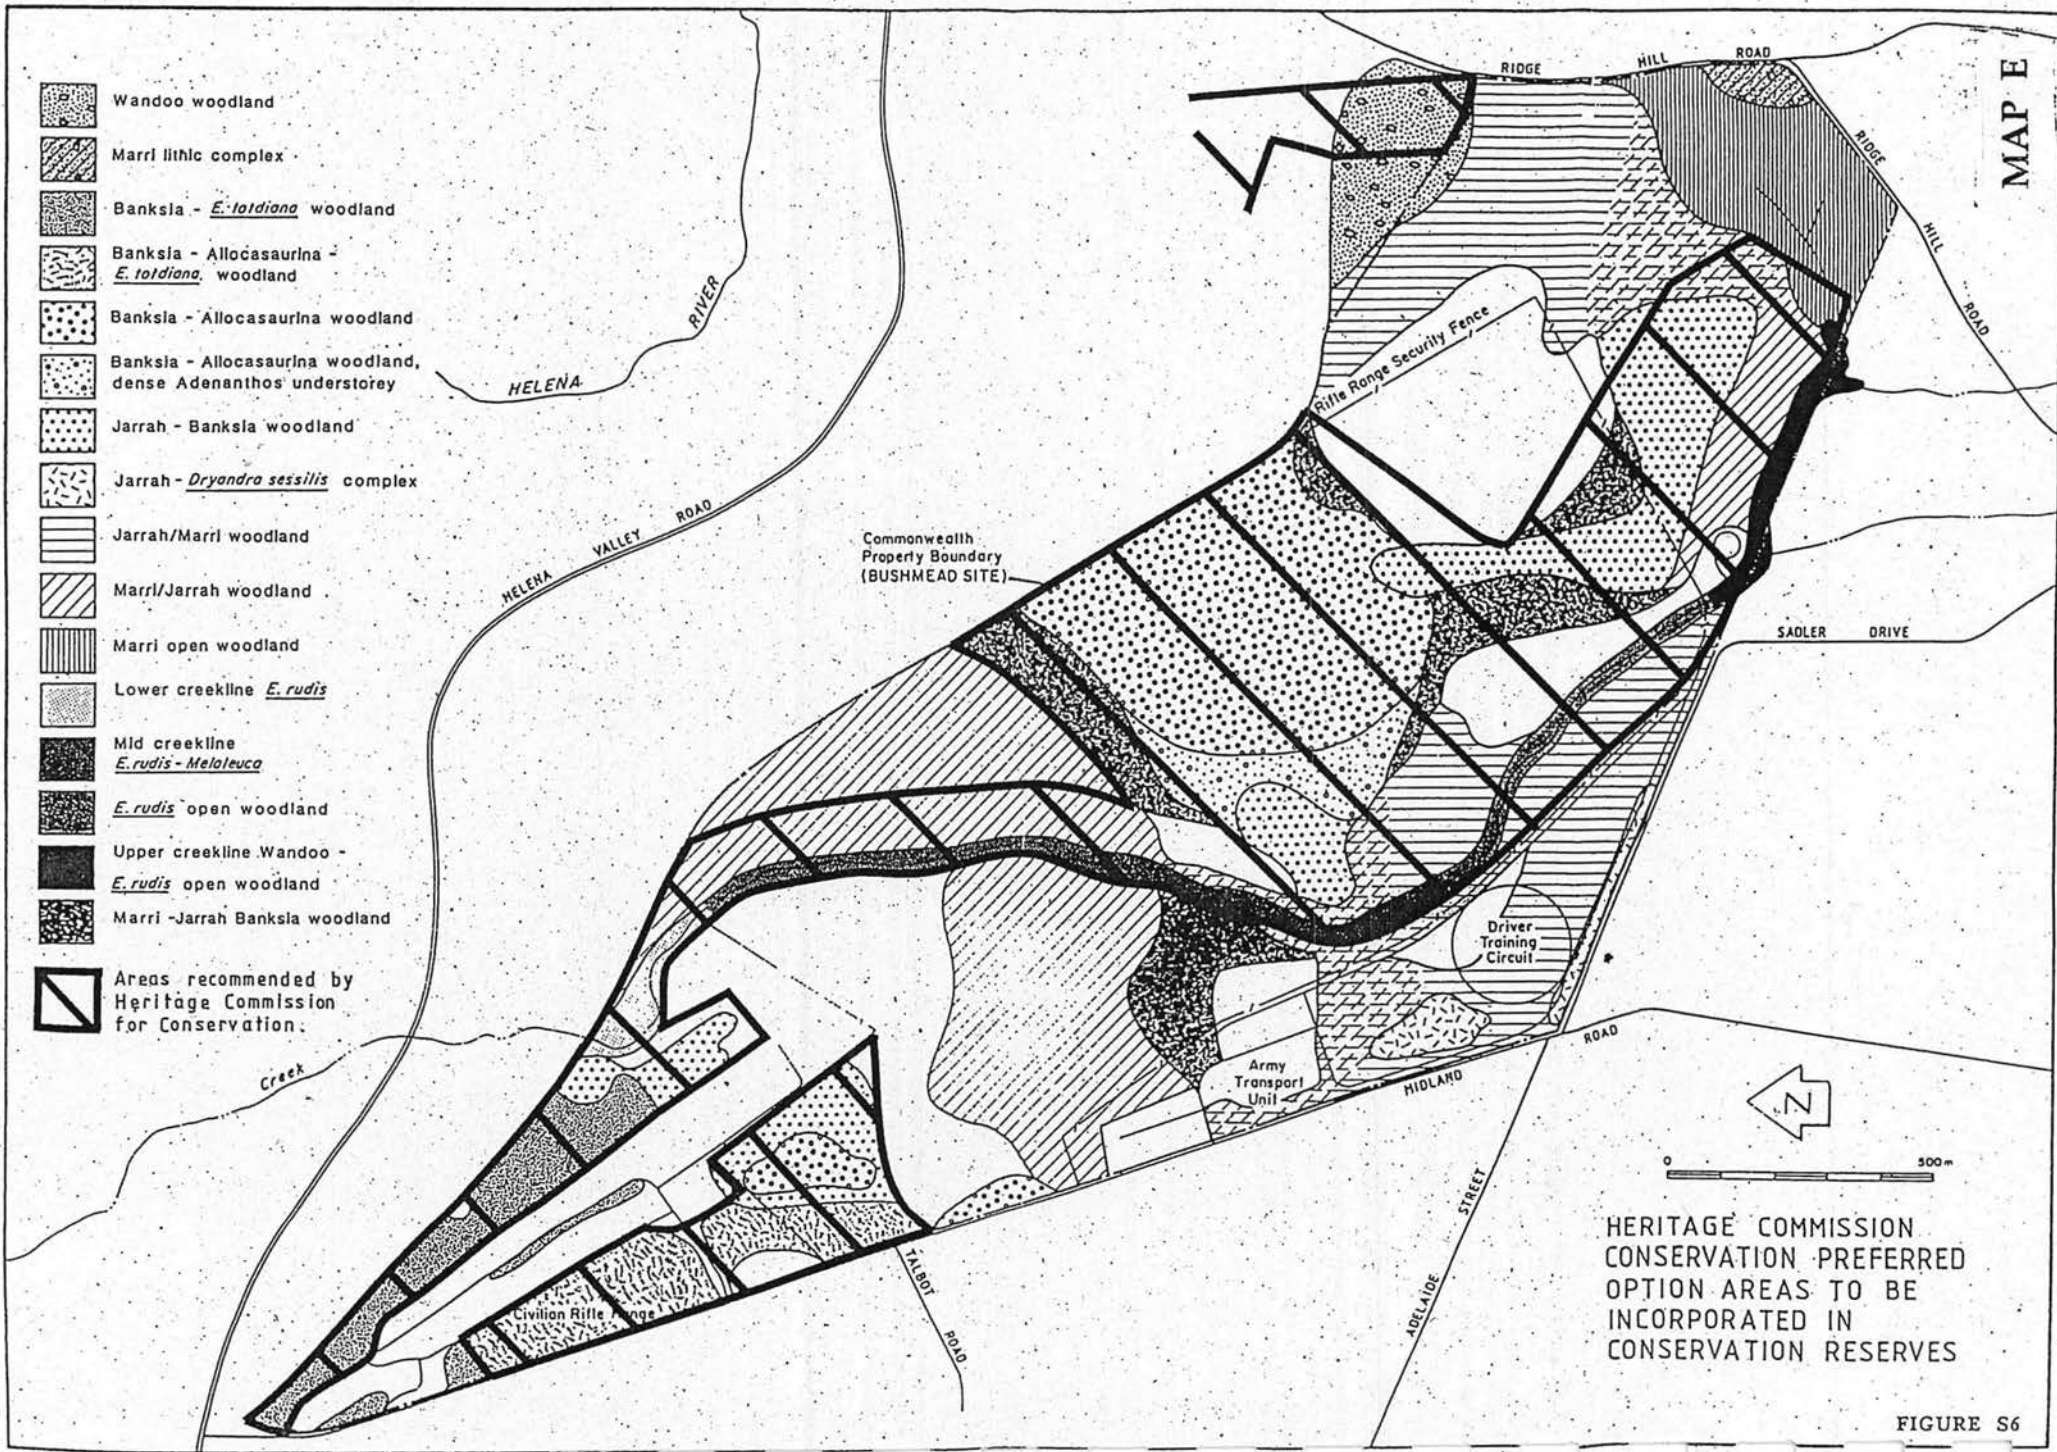 MAP E
Wandoo woodland
Marri lithic complex
Banksia - E. totdiana woodland
Banksia - Allocasaurina -
E. totdiana woodland
Banksia - Allocasaurina woodland
Banksia - Allocasaurina woodland,
dense Adenanthos understorey
Jarrah - Banksia woodland
Jarrah - Dryandra sessilis complex
Jarrah/Marri woodland
Marri/Jarrah woodland
Marri open woodland
Lower creekline E. rudis
Mid creekline
E. rudis - Melaleuca
E. rudis open woodland
Upper creekline Wandoo -
E. rudis open woodland
Marri - Jarrah Banksia woodland
Areas recommended by
Heritage Commission
for Conservation.
HELENA RIVER
HELENA VALLEY ROAD
RIDGE HILL ROAD
RIDGE HILL ROAD
Rifle Range Security Fence
Commonwealth
Property Boundary
(BUSHMEAD SITE)
SADLER DRIVE
Driver
Training
Circuit
Army
Transport
Unit
MIDLAND ROAD
Creek
Civilian Rifle Range
TALBOT ROAD
ADELAIDE STREET
N
0 500m
HERITAGE COMMISSION
CONSERVATION PREFERRED
OPTION AREAS TO BE
INCORPORATED IN
CONSERVATION RESERVES
FIGURE S6